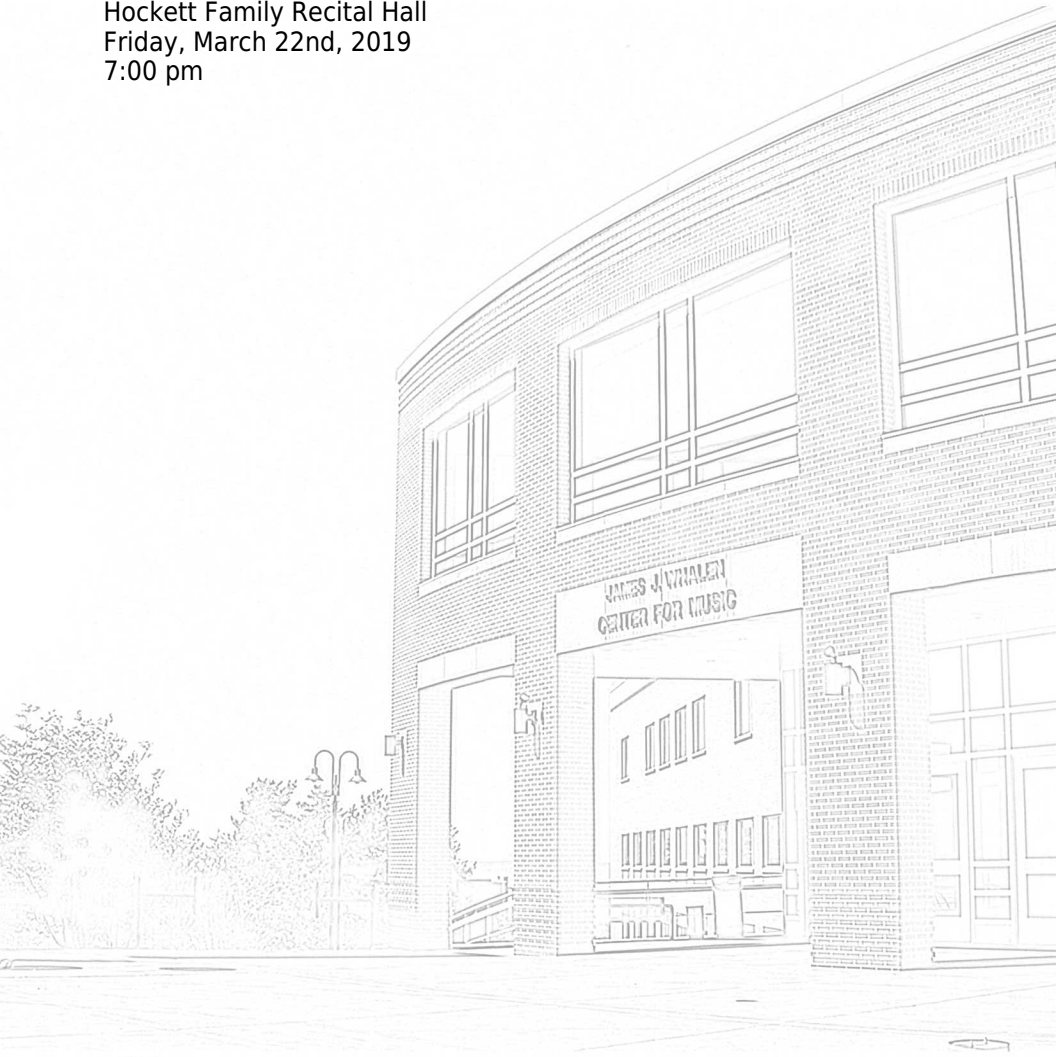 Hockett Family Recital Hall
Friday, March 22nd, 2019
7:00 pm
JAMES J. WHALEN
CENTER FOR MUSIC